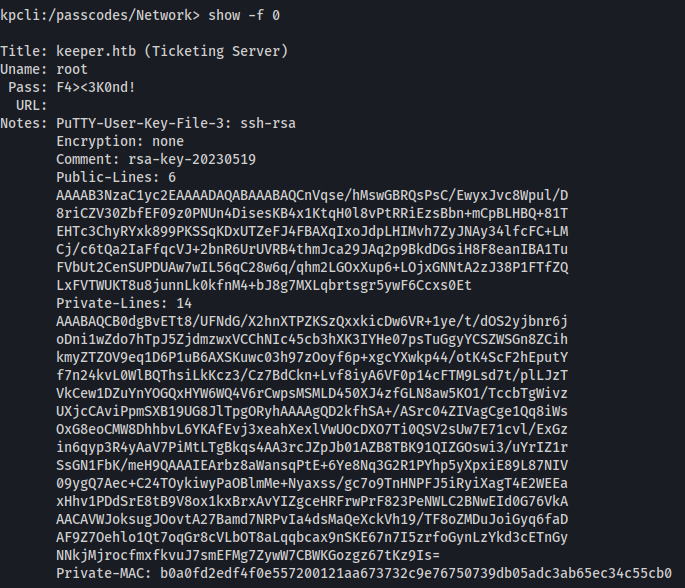 kpcli:/passcodes/Network> show -f 0
Title: keeper.htb (Ticketing Server)
Uname: root
Pass: F4><3K0nd!
URL:
Notes: PuTTY-User-Key-File-3: ssh-rsa
Encryption: none
Comment: rsa-key-20230519
Public-Lines: 6
AAAAB3NzaC1yc2EAAAADAQABAAABAQCnVqse/hMswGBRQsPsC/EwyxJvc8Wpul/D
8riCZV30ZbfEF09z0PNUn4DisesKB4x1KtqH0l8vPtRRiEzsBbn+mCpBLHBQ+81T
EHTc3ChyRYxk899PKSSqKDxUTZeFJ4FBAXqIxoJdpLHIMvh7ZyJNAy34lfcFC+LM
Cj/c6tQa2IaFfqcVJ+2bnR6UrUVRB4thmJca29JAq2p9BkdDGsiH8F8eanIBA1Tu
FVbUt2CenSUPDUAw7wIL56qC28w6q/qhm2LGOxXup6+LOjxGNNtA2zJ38P1FTfZQ
LxFVTWUKT8u8junnLk0kfnM4+bJ8g7MXLqbrtsgr5ywF6Ccxs0Et
Private-Lines: 14
AAABAQCB0dgBvETt8/UFNdG/X2hnXTPZKSzQxxkicDw6VR+1ye/t/dOS2yjbnr6j
oDni1wZdo7hTpJ5ZjdmzwxVCChNIc45cb3hXK3IYHe07psTuGgyYCSZWSGn8ZCih
kmyZTZOV9eq1D6P1uB6AXSKuwc03h97zOoyf6p+xgcYXwkp44/otK4ScF2hEputY
f7n24kvL0WlBQThsiLkKcz3/Cz7BdCkn+Lvf8iyA6VF0p14cFTM9Lsd7t/plLJzT
VkCew1DZuYnYOGQxHYW6WQ4V6rCwpsMSMLD450XJ4zfGLN8aw5KO1/TccbTgWivz
UXjcCAviPpmSXB19UG8JlTpgORyhAAAAgQD2kfhSA+/ASrc04ZIVagCge1Qq8iWs
OxG8eoCMW8DhhbvL6YKAfEvj3xeahXexlVwUOcDXO7Ti0QSV2sUw7E71cvl/ExGz
in6qyp3R4yAaV7PiMtLTgBkqs4AA3rcJZpJb01AZB8TBK91QIZGOswi3/uYrIZ1r
SsGN1FbK/meH9QAAAIEArbz8aWansqPtE+6Ye8Nq3G2R1PYhp5yXpxiE89L87NIV
09ygQ7Aec+C24TOykiwyPaOBlmMe+Nyaxss/gc7o9TnHNPFJ5iRyiXagT4E2WEEa
xHhv1PDdSrE8tB9V8ox1kxBrxAvYIZgceHRFrwPrF823PeNWLC2BNwEId0G76VkA
AACAVWJoksugJOovtA27Bamd7NRPvIa4dsMaQeXckVh19/TF8oZMDuJoiGyq6faD
AF9Z7Oehlo1Qt7oqGr8cVLbOT8aLqqbcax9nSKE67n7I5zrfoGynLzYkd3cETnGy
NNkjMjrocfmxfkvuJ7smEFMg7ZywW7CBWKGozgz67tKz9Is=
Private-MAC: b0a0fd2edf4f0e557200121aa673732c9e76750739db05adc3ab65ec34c55cb0